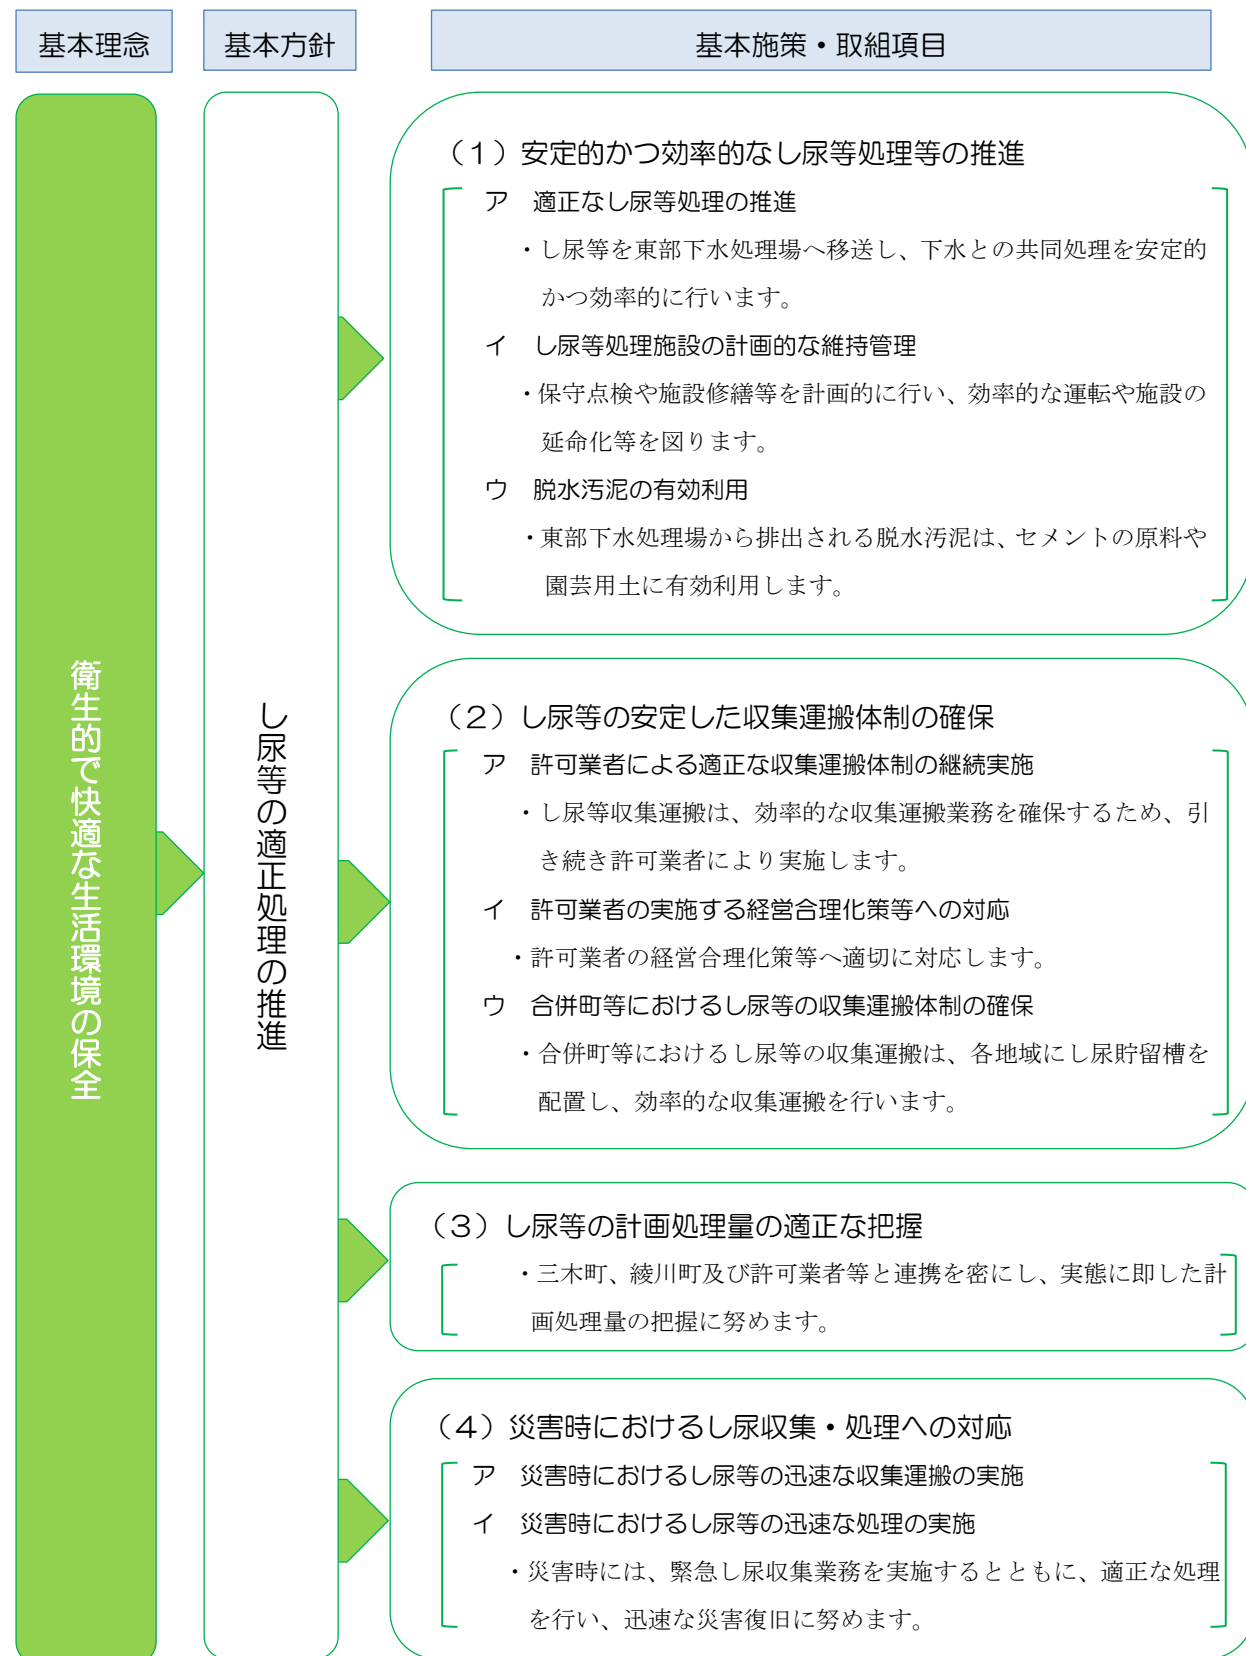 基本理念
基本方針
基本施策・取組項目
衛生的で快適な生活環境の保全
し尿等の適正処理の推進
（１）安定的かつ効率的なし尿等処理等の推進
ア　適正なし尿等処理の推進
・し尿等を東部下水処理場へ移送し、下水との共同処理を安定的
かつ効率的に行います。
イ　し尿等処理施設の計画的な維持管理
・保守点検や施設修繕等を計画的に行い、効率的な運転や施設の
延命化等を図ります。
ウ　脱水汚泥の有効利用
・東部下水処理場から排出される脱水汚泥は、セメントの原料や
園芸用土に有効利用します。
（２）し尿等の安定した収集運搬体制の確保
ア　許可業者による適正な収集運搬体制の継続実施
・し尿等収集運搬は、効率的な収集運搬業務を確保するため、引
き続き許可業者により実施します。
イ　許可業者の実施する経営合理化策等への対応
・許可業者の経営合理化策等へ適切に対応します。
ウ　合併町等におけるし尿等の収集運搬体制の確保
・合併町等におけるし尿等の収集運搬は、各地域にし尿貯留槽を
配置し、効率的な収集運搬を行います。
（３）し尿等の計画処理量の適正な把握
・三木町、綾川町及び許可業者等と連携を密にし、実態に即した計
画処理量の把握に努めます。
（４）災害時におけるし尿収集・処理への対応
ア　災害時におけるし尿等の迅速な収集運搬の実施
イ　災害時におけるし尿等の迅速な処理の実施
・災害時には、緊急し尿収集業務を実施するとともに、適正な処理
を行い、迅速な災害復旧に努めます。